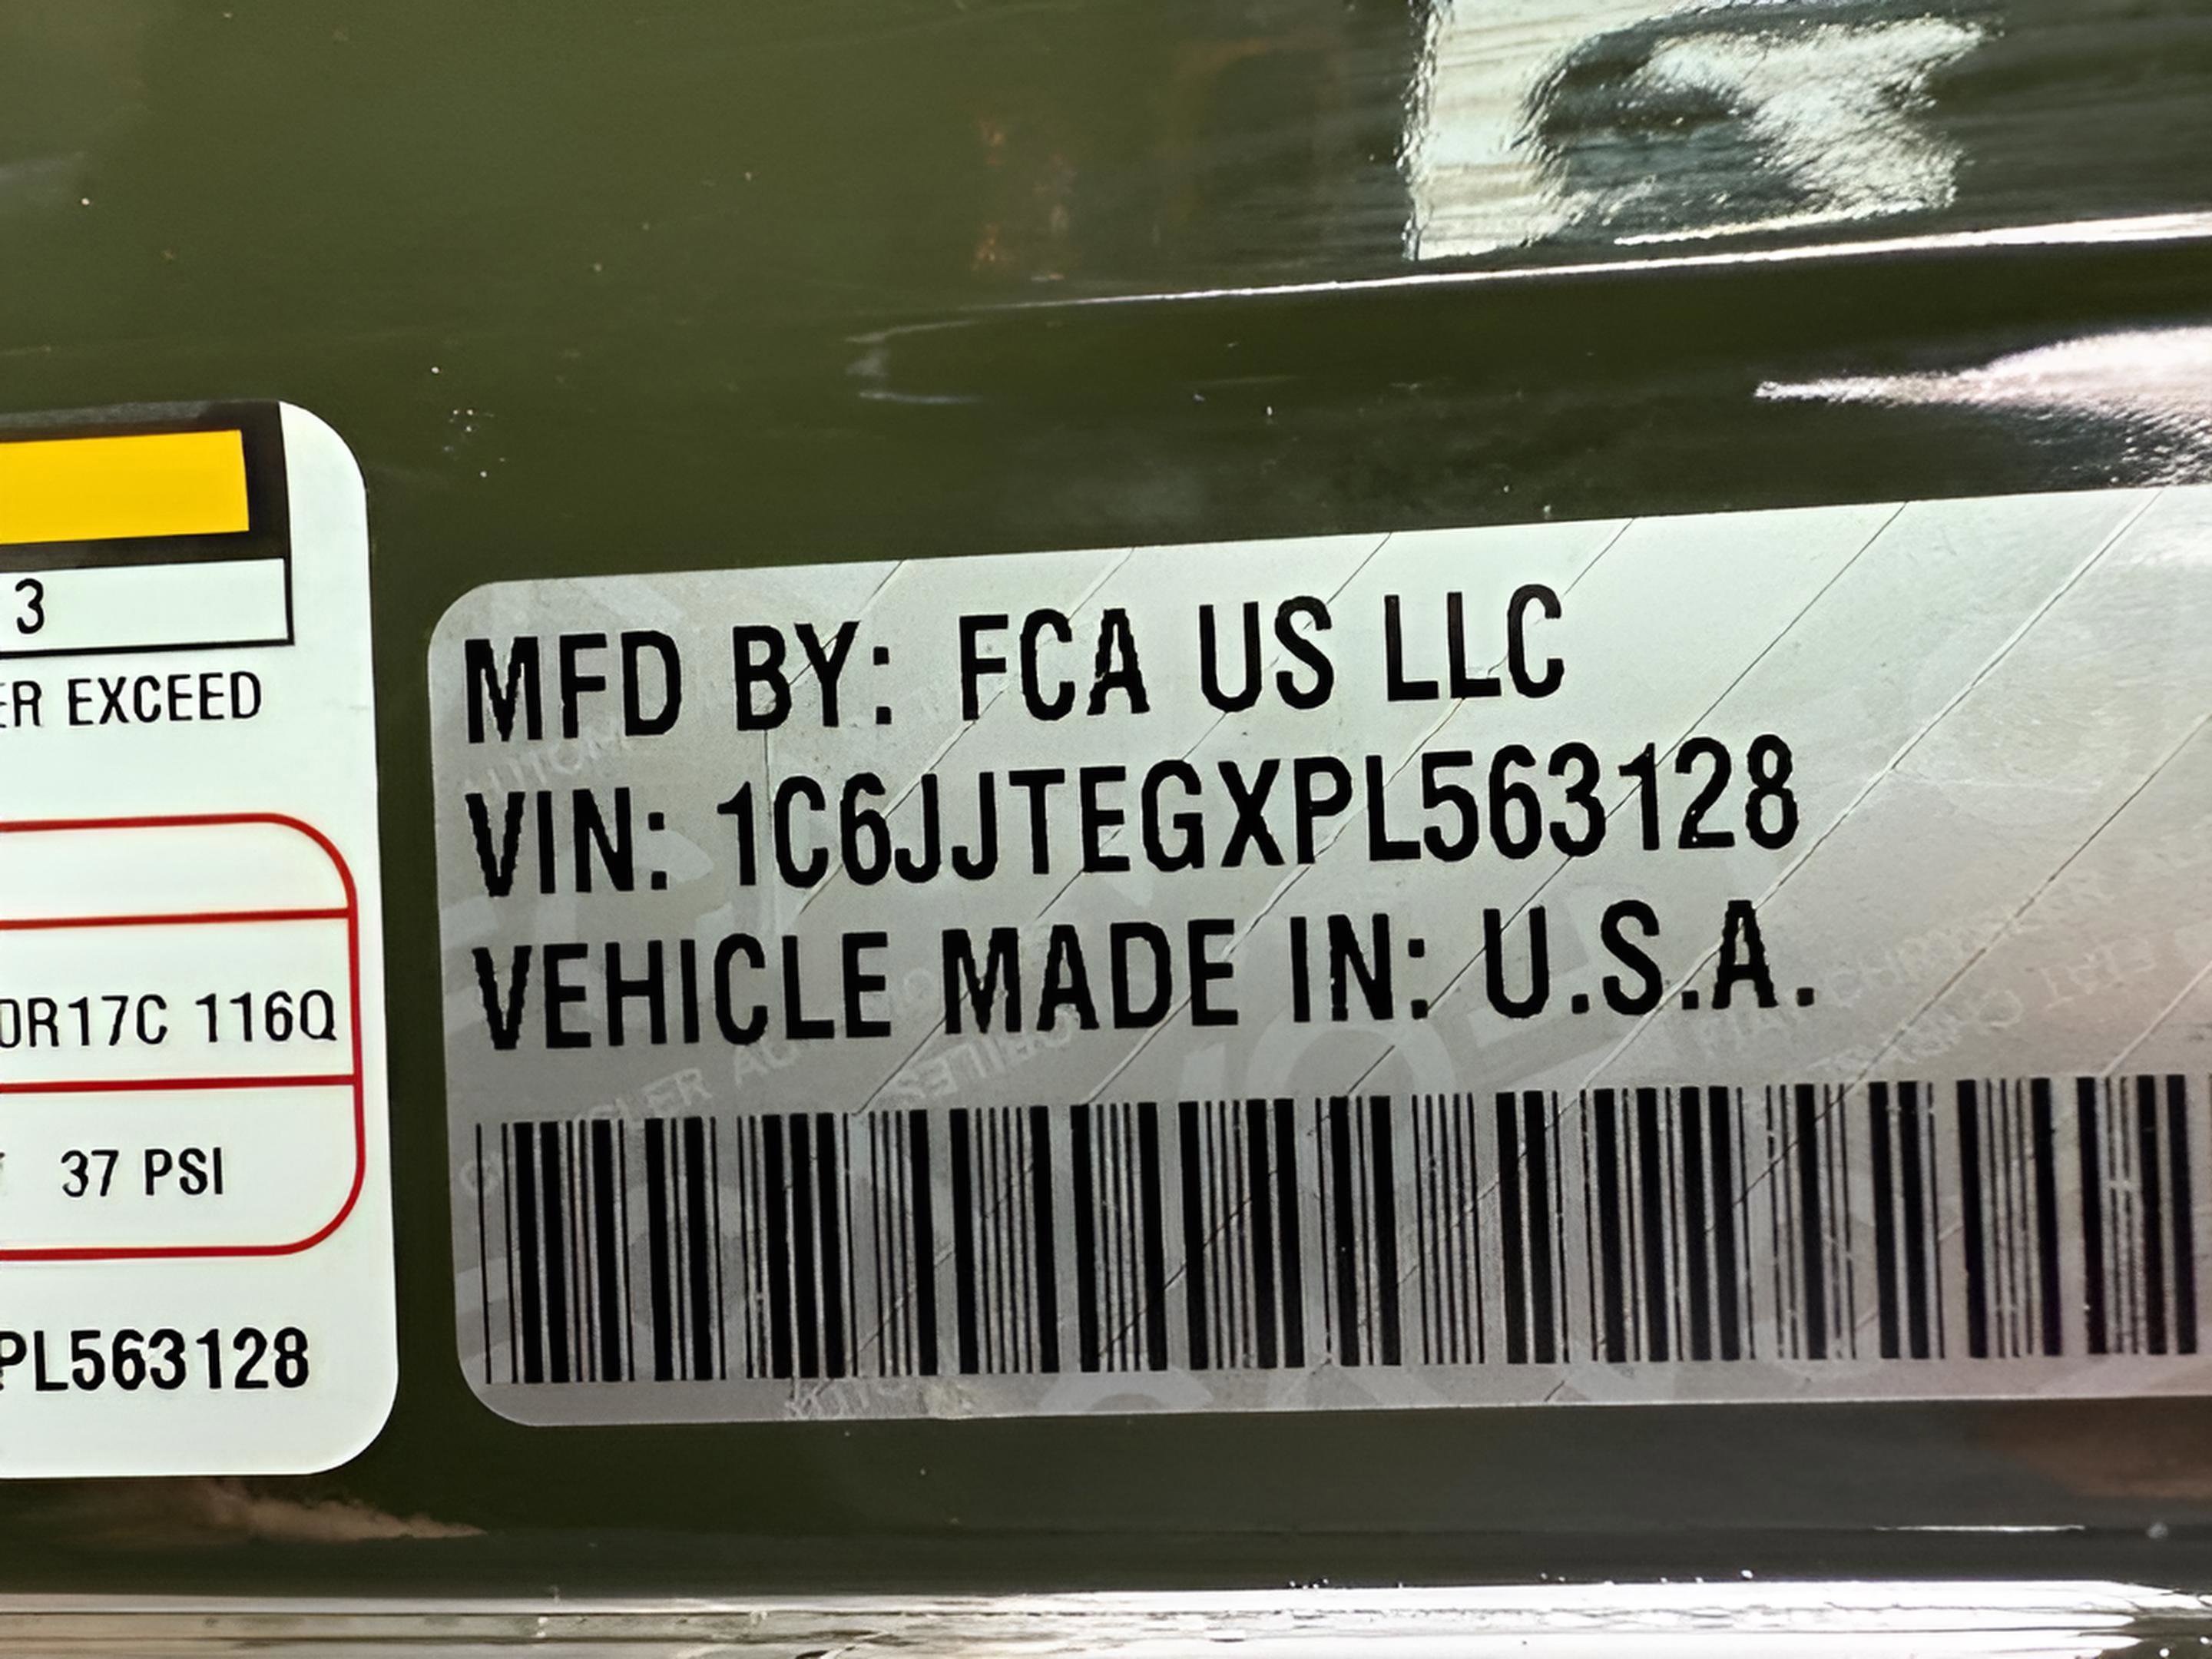 3
ER EXCEED
0R17C 116Q
37 PSI
PL563128
MFD BY: FCA US LLC
VIN: 1C6JJTEGXPL563128
VEHICLE MADE IN: U.S.A.